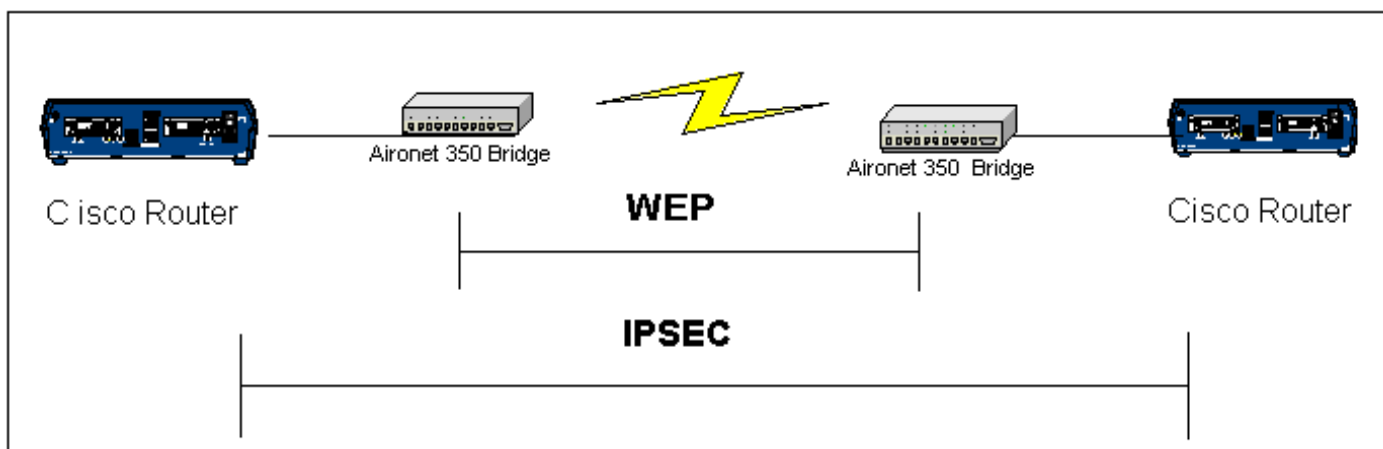 Aironet 350 Bridge
Aironet 350 Bridge
C isco Router
WEP
Cisco Router
IPSEC